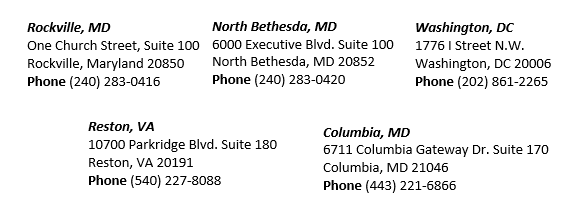 Rockville, MD
One Church Street, Suite 100
Rockville, Maryland 20850
Phone (240) 283-0416
North Bethesda, MD
6000 Executive Blvd. Suite 100
North Bethesda, MD 20852
Phone (240) 283-0420
Washington, DC
1776 I Street N.W.
Washington, DC 20006
Phone (202) 861-2265
Reston, VA
10700 Parkridge Blvd. Suite 180
Reston, VA 20191
Phone (540) 227-8088
Columbia, MD
6711 Columbia Gateway Dr. Suite 170
Columbia, MD 21046
Phone (443) 221-6866